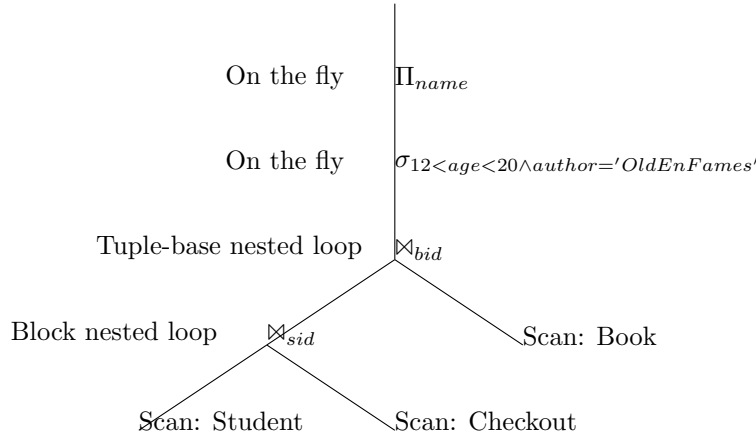 On the fly Π_name
On the fly σ_12<age<20∧author='OldEnFames'
Tuple-base nested loop ⋈_bid
Block nested loop ⋈_sid
Scan: Book
Scan: Student Scan: Checkout